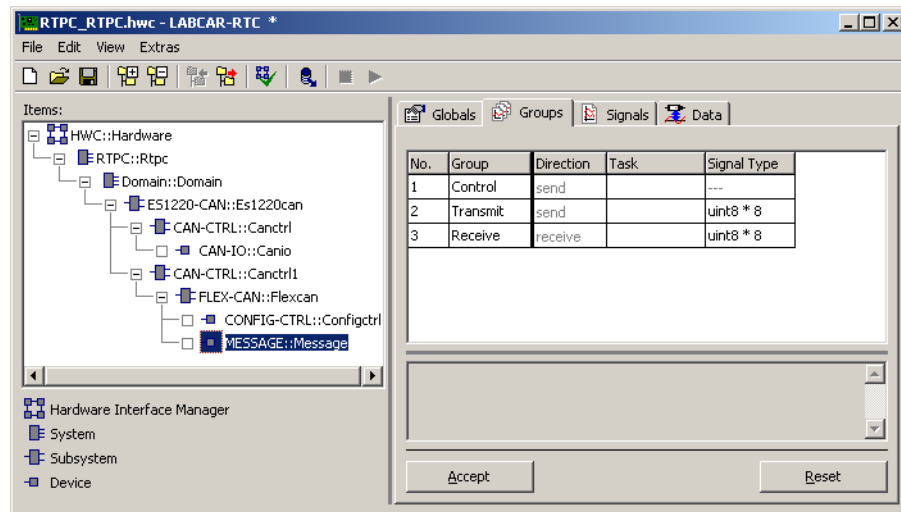 RTPC_RTPC.hwc - LABCAR-RTC *
File Edit View Extras
Items:
HWC::Hardware
RTPC::Rtpc
Domain::Domain
ES1220-CAN::Es1220can
CAN-CTRL::Canctrl
CAN-IO::Canio
CAN-CTRL::Canctrl1
FLEX-CAN::Flexcan
CONFIG-CTRL::Configctrl
MESSAGE::Message
Hardware Interface Manager
System
Subsystem
Device
Globals Groups Signals Data
No. Group Direction Task Signal Type
1 Control send ---
2 Transmit send uint8 * 8
3 Receive receive uint8 * 8
Accept Reset